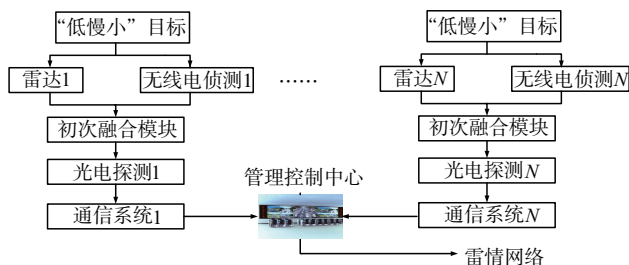 “低慢小”目标
“低慢小”目标
雷达1
无线电侦测1
……
雷达N
无线电侦测N
初次融合模块
初次融合模块
光电探测1
管理控制中心
光电探测N
通信系统1
通信系统N
雷情网络